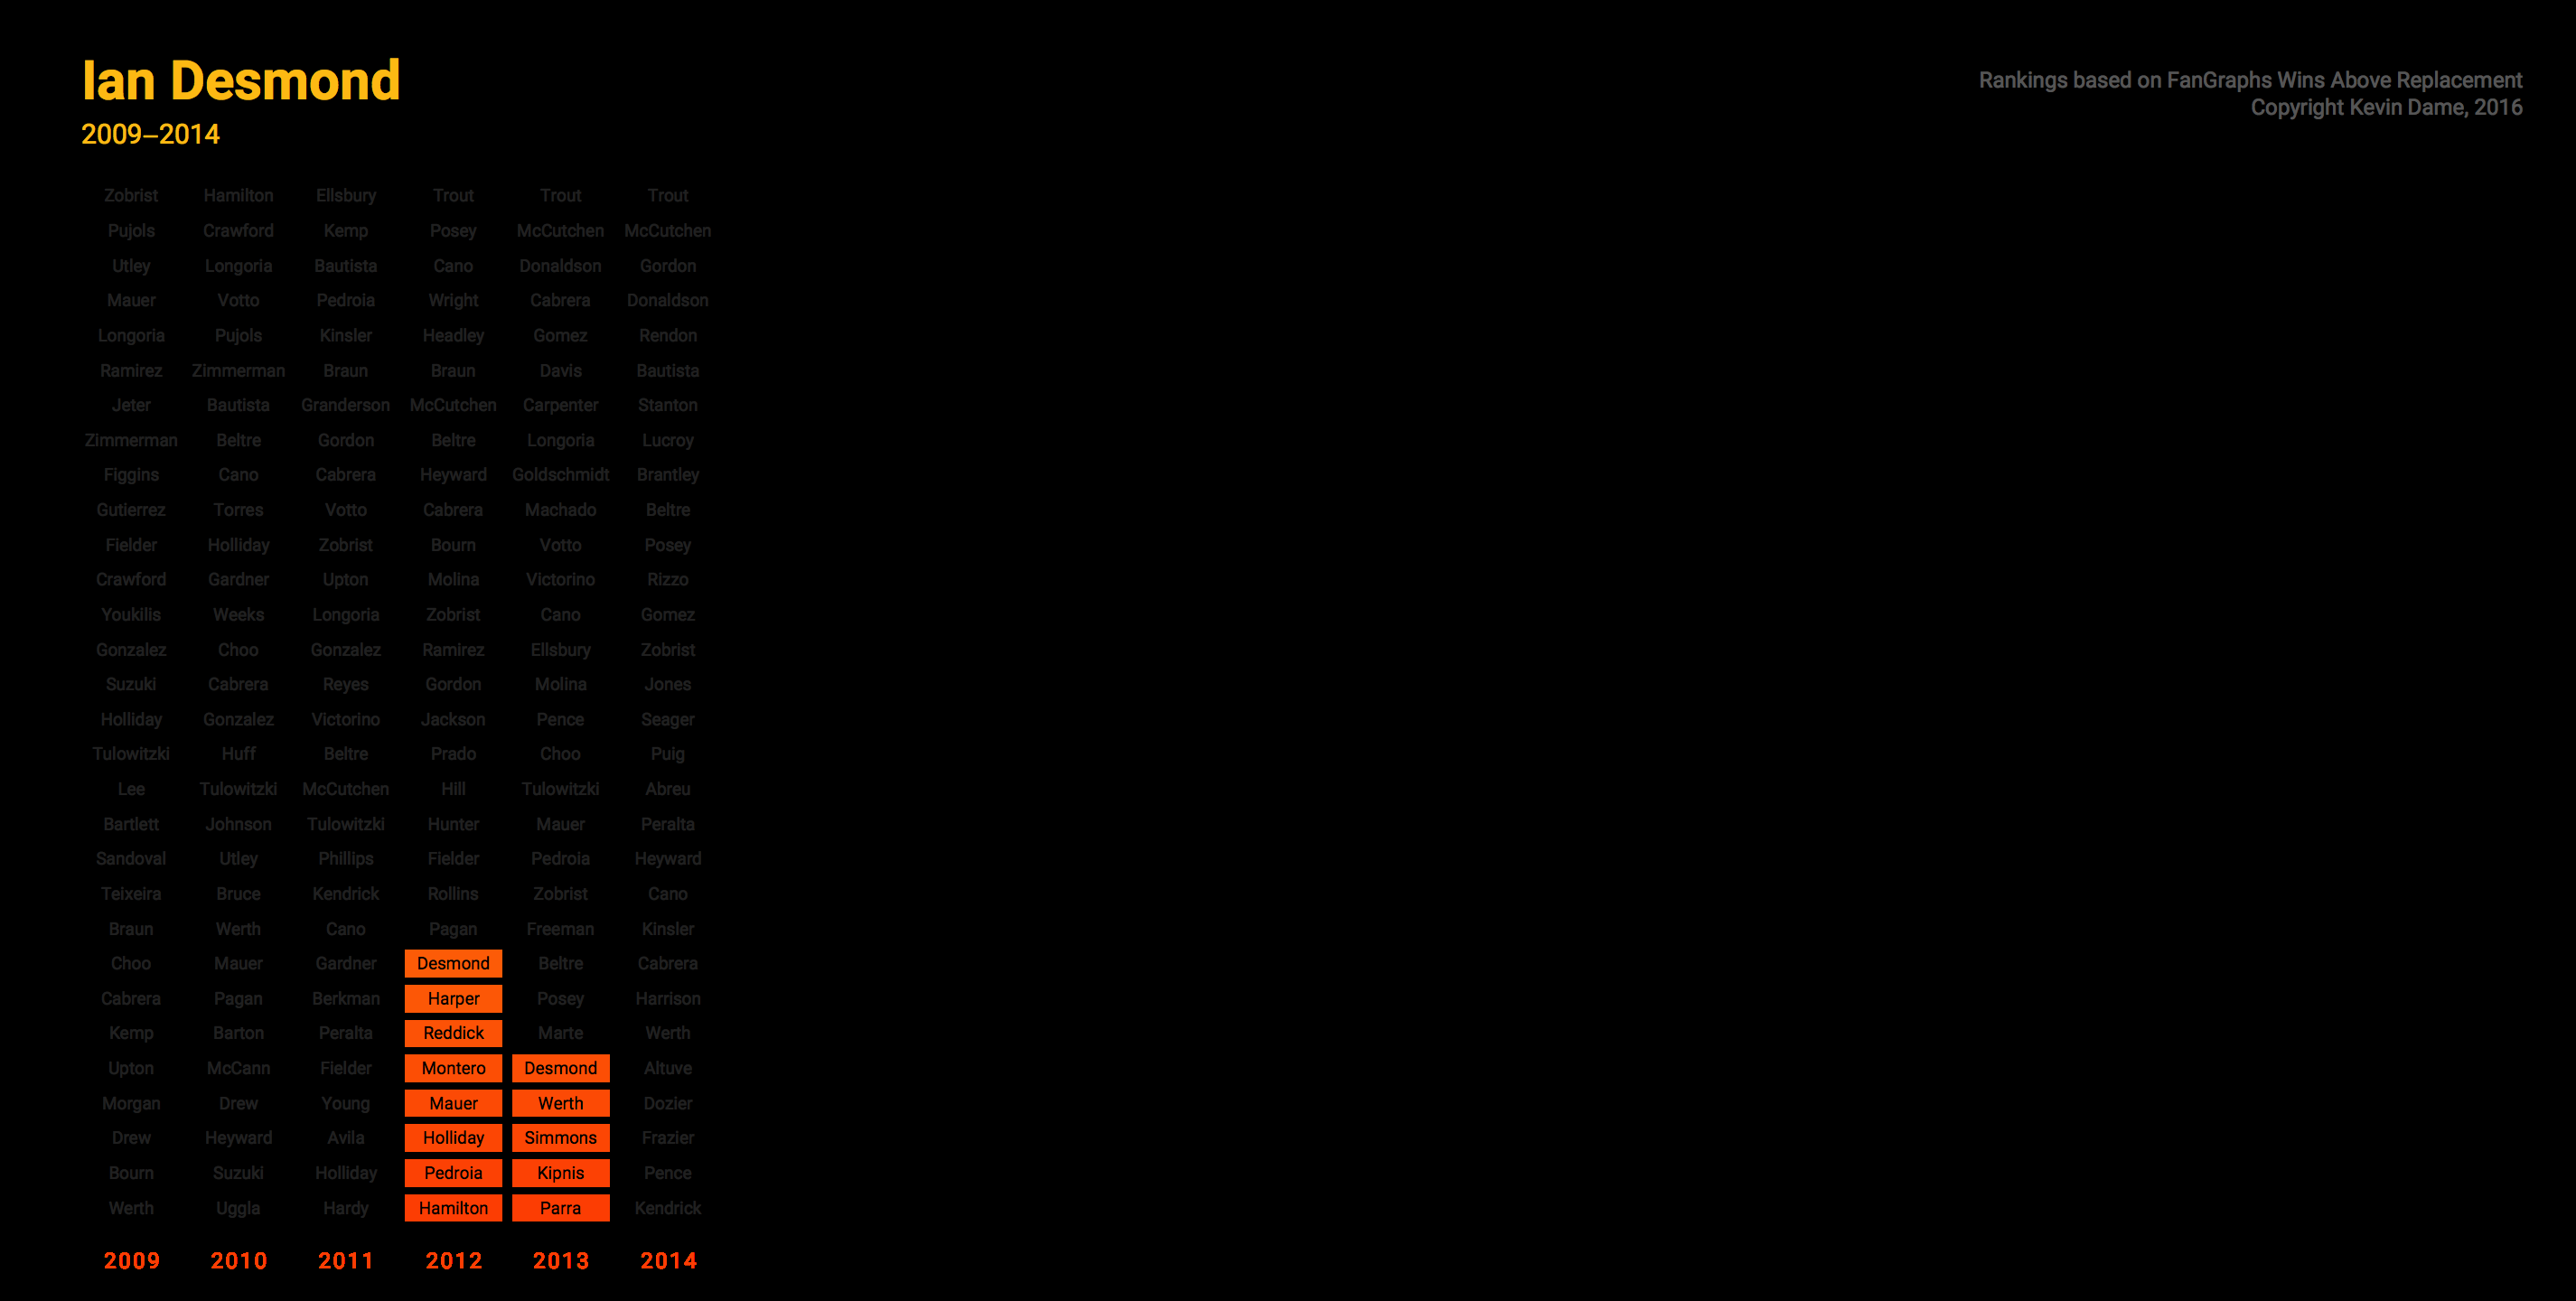 Ian Desmond
2009–2014
Rankings based on FanGraphs Wins Above Replacement
Copyright Kevin Dame, 2016
Zobrist Hamilton Ellsbury Trout Trout Trout
Pujols Crawford Kemp Posey McCutchen McCutchen
Utley Longoria Bautista Cano Donaldson Gordon
Mauer Votto Pedroia Wright Cabrera Donaldson
Longoria Pujols Kinsler Headley Gomez Rendon
Ramirez Zimmerman Braun Braun Davis Bautista
Jeter Bautista Granderson McCutchen Carpenter Stanton
Zimmerman Beltre Gordon Beltre Longoria Lucroy
Figgins Cano Cabrera Heyward Goldschmidt Brantley
Gutierrez Torres Votto Cabrera Machado Beltre
Fielder Holliday Zobrist Bourn Votto Posey
Crawford Gardner Upton Molina Victorino Rizzo
Youkilis Weeks Longoria Zobrist Cano Gomez
Gonzalez Choo Gonzalez Ramirez Ellsbury Zobrist
Suzuki Cabrera Reyes Gordon Molina Jones
Holliday Gonzalez Victorino Jackson Pence Seager
Tulowitzki Huff Beltre Prado Choo Puig
Lee Tulowitzki McCutchen Hill Tulowitzki Abreu
Bartlett Johnson Tulowitzki Hunter Mauer Peralta
Sandoval Utley Phillips Fielder Pedroia Heyward
Teixeira Bruce Kendrick Rollins Zobrist Cano
Braun Werth Cano Pagan Freeman Kinsler
Choo Mauer Gardner Desmond Beltre Cabrera
Cabrera Pagan Berkman Harper Posey Harrison
Kemp Barton Peralta Reddick Marte Werth
Upton McCann Fielder Montero Desmond Altuve
Morgan Drew Young Mauer Werth Dozier
Drew Heyward Avila Holliday Simmons Frazier
Bourn Suzuki Holliday Pedroia Kipnis Pence
Werth Uggla Hardy Hamilton Parra Kendrick
2009 2010 2011 2012 2013 2014